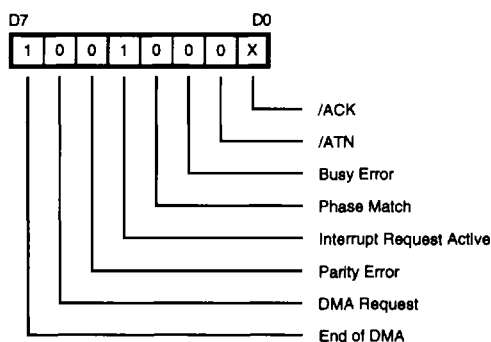 D7 D0
1 0 0 1 0 0 0 X
/ACK
/ATN
Busy Error
Phase Match
Interrupt Request Active
Parity Error
DMA Request
End of DMA